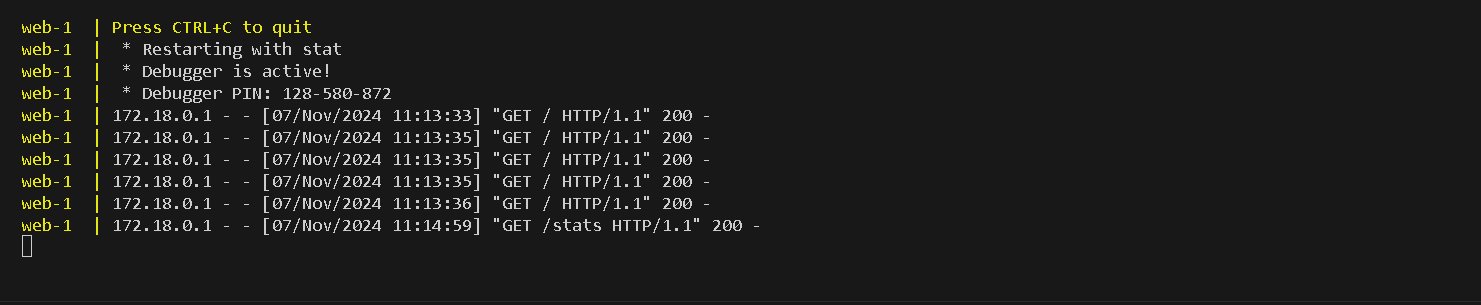 web-1  | Press CTRL+C to quit
web-1  |  * Restarting with stat
web-1  |  * Debugger is active!
web-1  |  * Debugger PIN: 128-580-872
web-1  | 172.18.0.1 - - [07/Nov/2024 11:13:33] "GET / HTTP/1.1" 200 -
web-1  | 172.18.0.1 - - [07/Nov/2024 11:13:35] "GET / HTTP/1.1" 200 -
web-1  | 172.18.0.1 - - [07/Nov/2024 11:13:35] "GET / HTTP/1.1" 200 -
web-1  | 172.18.0.1 - - [07/Nov/2024 11:13:35] "GET / HTTP/1.1" 200 -
web-1  | 172.18.0.1 - - [07/Nov/2024 11:13:36] "GET / HTTP/1.1" 200 -
web-1  | 172.18.0.1 - - [07/Nov/2024 11:14:59] "GET /stats HTTP/1.1" 200 -